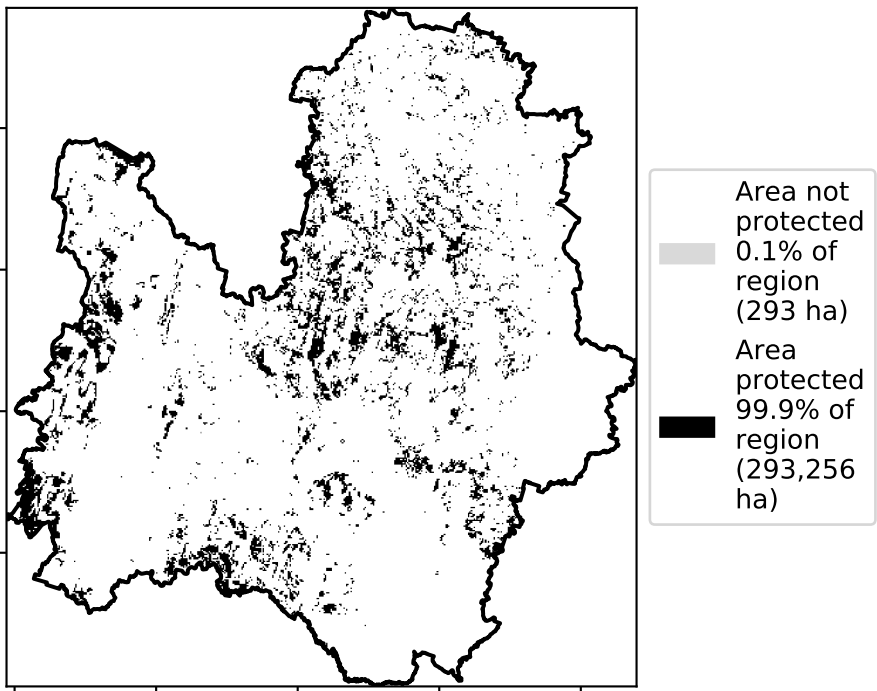 Area not
protected
0.1% of
region
(293 ha)
Area
protected
99.9% of
region
(293,256
ha)